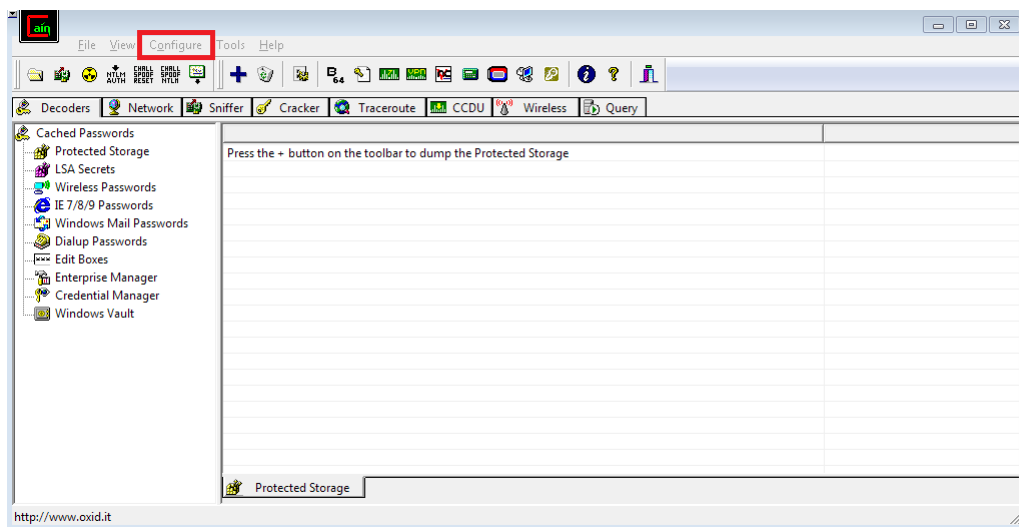 Cain
File View Configure Tools Help
NTLM AUTH CHALL SPOOF RESET CHALL SPOOF NTLM B64 VPN
Decoders Network Sniffer Cracker Traceroute CCDU Wireless Query
Cached Passwords
Protected Storage
LSA Secrets
Wireless Passwords
IE 7/8/9 Passwords
Windows Mail Passwords
Dialup Passwords
Edit Boxes
Enterprise Manager
Credential Manager
Windows Vault
Press the + button on the toolbar to dump the Protected Storage
Protected Storage
http://www.oxid.it